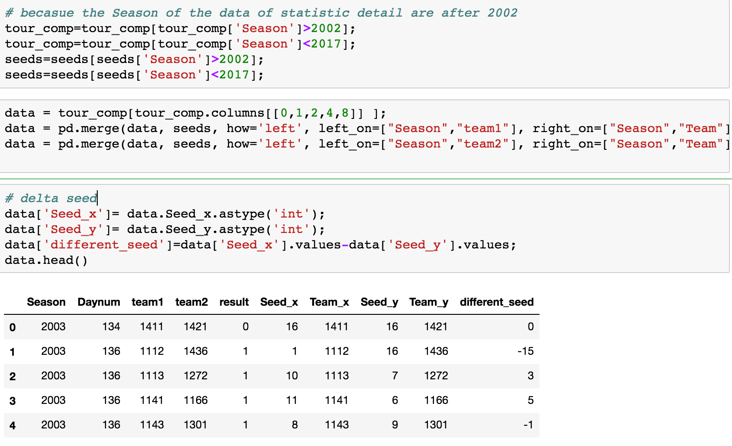 # becasue the Season of the data of statistic detail are after 2002
tour_comp=tour_comp[tour_comp['Season']>2002];
tour_comp=tour_comp[tour_comp['Season']<2017];
seeds=seeds[seeds['Season']>2002];
seeds=seeds[seeds['Season']<2017];
data = tour_comp[tour_comp.columns[[0,1,2,4,8]] ];
data = pd.merge(data, seeds, how='left', left_on=["Season","team1"], right_on=["Season","Team"]
data = pd.merge(data, seeds, how='left', left_on=["Season","team2"], right_on=["Season","Team"]
# delta seed
data['Seed_x']= data.Seed_x.astype('int');
data['Seed_y']= data.Seed_y.astype('int');
data['different_seed']=data['Seed_x'].values-data['Seed_y'].values;
data.head()
Season Daynum team1 team2 result Seed_x Team_x Seed_y Team_y different_seed
0 2003 134 1411 1421 0 16 1411 16 1421 0
1 2003 136 1112 1436 1 1 1112 16 1436 -15
2 2003 136 1113 1272 1 10 1113 7 1272 3
3 2003 136 1141 1166 1 11 1141 6 1166 5
4 2003 136 1143 1301 1 8 1143 9 1301 -1